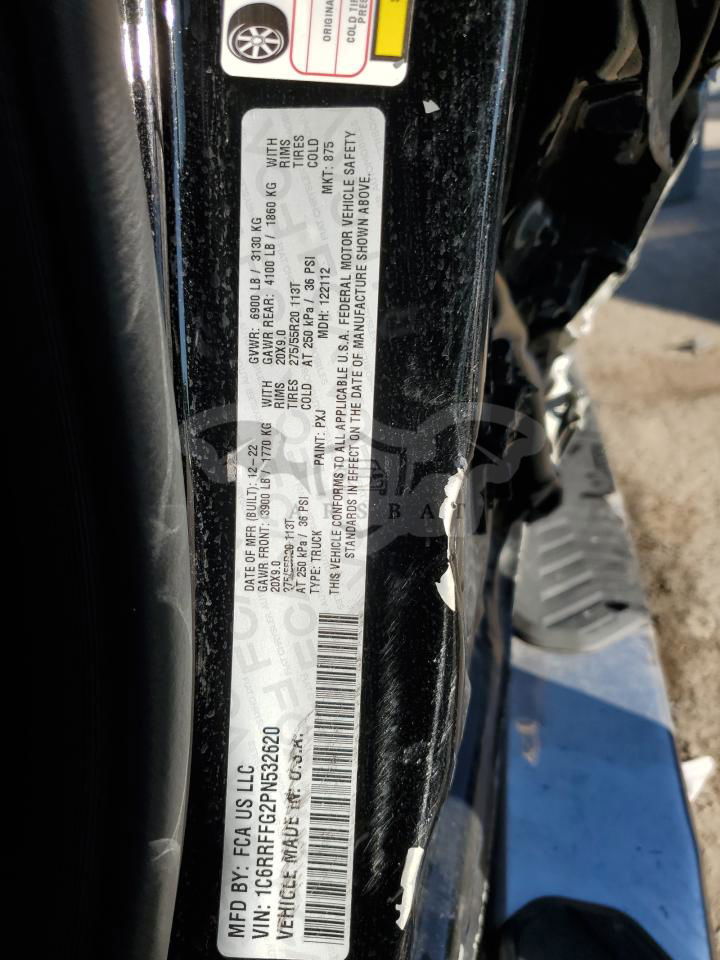 ORIGINA
COLD TI
PRES
MFD BY: FCA US LLC
VIN: 1C6RRFFG2PN532620
VEHICLE MADE IN: U.S.A.
DATE OF MFR (BUILT): 12-22
GVWR: 6900 LB / 3130 KG
GAWR FRONT: 3900 LB / 1770 KG WITH
GAWR REAR: 4100 LB / 1860 KG WITH
20X9.0 RIMS
20X9.0 RIMS
275/55R20 113T TIRES
275/55R20 113T TIRES
AT 250 kPa / 36 PSI COLD
AT 250 kPa / 36 PSI COLD
TYPE: TRUCK PAINT: PXJ MDH: 122112 MKT: 875
THIS VEHICLE CONFORMS TO ALL APPLICABLE U.S.A. FEDERAL MOTOR VEHICLE SAFETY
STANDARDS IN EFFECT ON THE DATE OF MANUFACTURE SHOWN ABOVE.